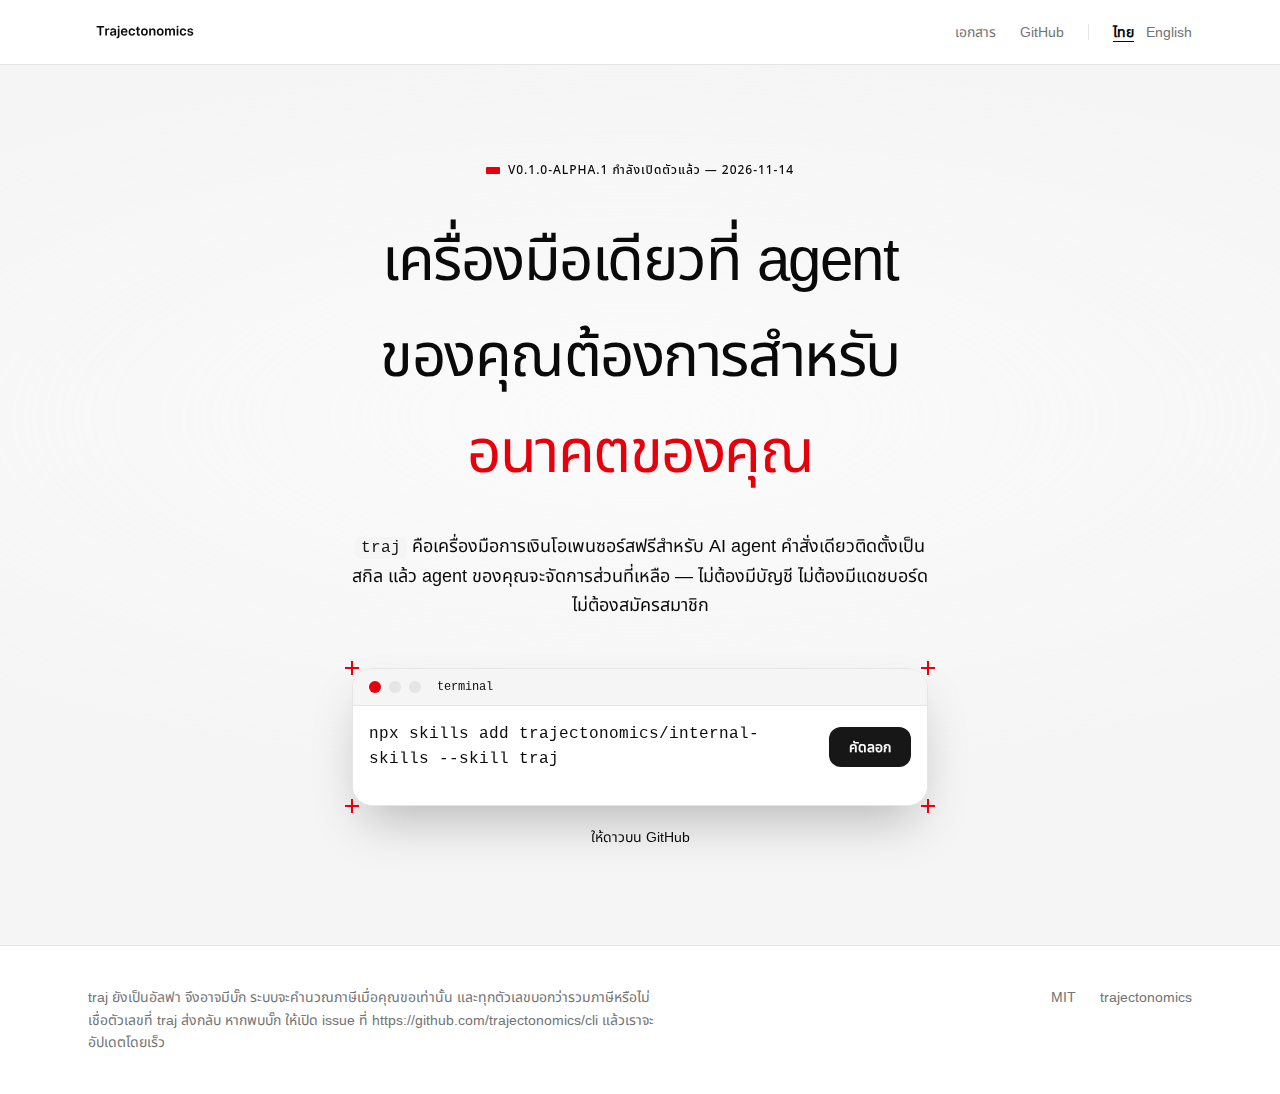 Trajectonomics
เอกสาร GitHub ไทย English
V0.1.0-ALPHA.1 กำลังเปิดตัวแล้ว — 2026-11-14
เครื่องมือเดียวที่ agent
ของคุณต้องการสำหรับ
อนาคตของคุณ
traj คือเครื่องมือการเงินโอเพนซอร์สฟรีสำหรับ AI agent คำสั่งเดียวติดตั้งเป็น
สกิล แล้ว agent ของคุณจะจัดการส่วนที่เหลือ — ไม่ต้องมีบัญชี ไม่ต้องมีแดชบอร์ด
ไม่ต้องสมัครสมาชิก
terminal
npx skills add trajectonomics/internal-
skills --skill traj
คัดลอก
ให้ดาวบน GitHub
traj ยังเป็นอัลฟา จึงอาจมีบั๊ก ระบบจะคำนวณภาษีเมื่อคุณขอเท่านั้น และทุกตัวเลขบอกว่ารวมภาษีหรือไม่
เชื่อตัวเลขที่ traj ส่งกลับ หากพบบั๊ก ให้เปิด issue ที่ https://github.com/trajectonomics/cli แล้วเราจะ
อัปเดตโดยเร็ว
MIT trajectonomics